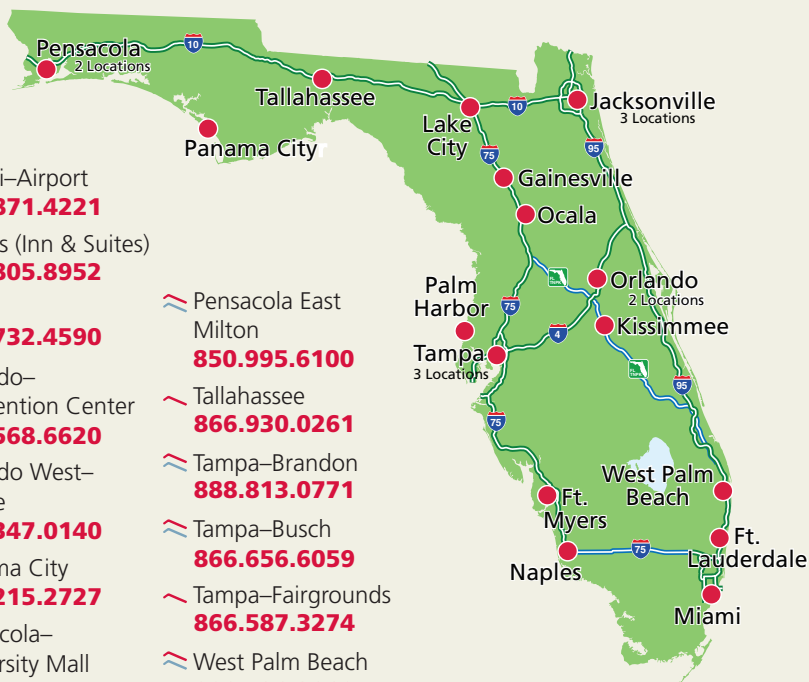 i–Airport
371.4221
s (Inn & Suites)
305.8952
732.4590
do–
ention Center
568.6620
do West–
e
347.0140
ma City
215.2727
cola–
rsity Mall
Pensacola East
Milton
850.995.6100
Tallahassee
866.930.0261
Tampa–Brandon
888.813.0771
Tampa–Busch
866.656.6059
Tampa–Fairgrounds
866.587.3274
West Palm Beach
Pensacola
2 Locations
10
Tallahassee
Panama City
Lake
City
10
Jacksonville
3 Locations
75
95
Gainesville
Ocala
Orlando
2 Locations
Palm
Harbor
75
Kissimmee
4
Tampa
3 Locations
95
75
West Palm
Beach
Ft.
Myers
Ft.
Lauderdale
75
Naples
Miami